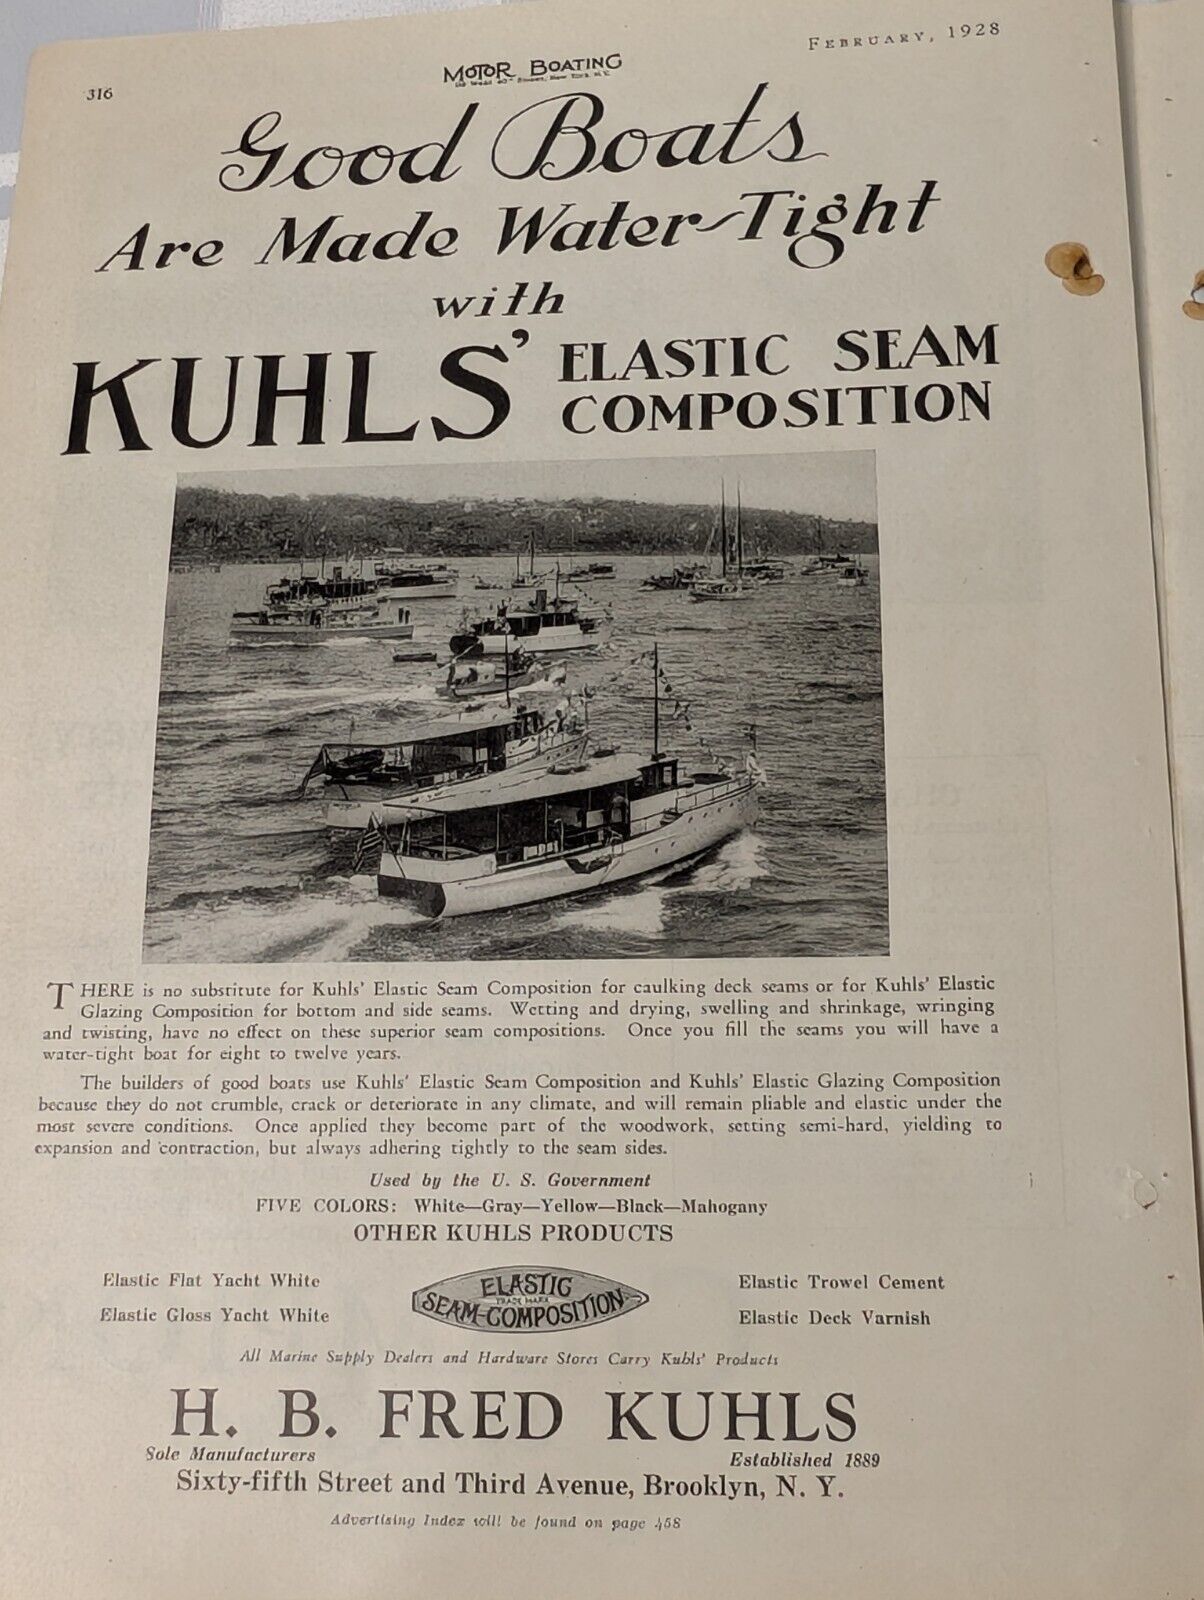 316
MOTOR BOATING
FEBRUARY, 1928
Good Boats
Are Made Water-Tight
with
KUHLS' ELASTIC SEAM
COMPOSITION
THERE is no substitute for Kuhls' Elastic Seam Composition for caulking deck seams or for Kuhls' Elastic
Glazing Composition for bottom and side seams. Wetting and drying, swelling and shrinkage, wringing
and twisting, have no effect on these superior seam compositions. Once you fill the seams you will have a
water-tight boat for eight to twelve years.
The builders of good boats use Kuhls' Elastic Seam Composition and Kuhls' Elastic Glazing Composition
because they do not crumble, crack or deteriorate in any climate, and will remain pliable and elastic under the
most severe conditions. Once applied they become part of the woodwork, setting semi-hard, yielding to
expansion and contraction, but always adhering tightly to the seam sides.
Used by the U. S. Government
FIVE COLORS: White—Gray—Yellow—Black—Mahogany
OTHER KUHLS PRODUCTS
Elastic Flat Yacht White
Elastic Gloss Yacht White
ELASTIC
TRADE MARK
SEAM-COMPOSITION
Elastic Trowel Cement
Elastic Deck Varnish
All Marine Supply Dealers and Hardware Stores Carry Kuhls' Products
H. B. FRED KUHLS
Sole Manufacturers Established 1889
Sixty-fifth Street and Third Avenue, Brooklyn, N. Y.
Advertising Index will be found on page 458